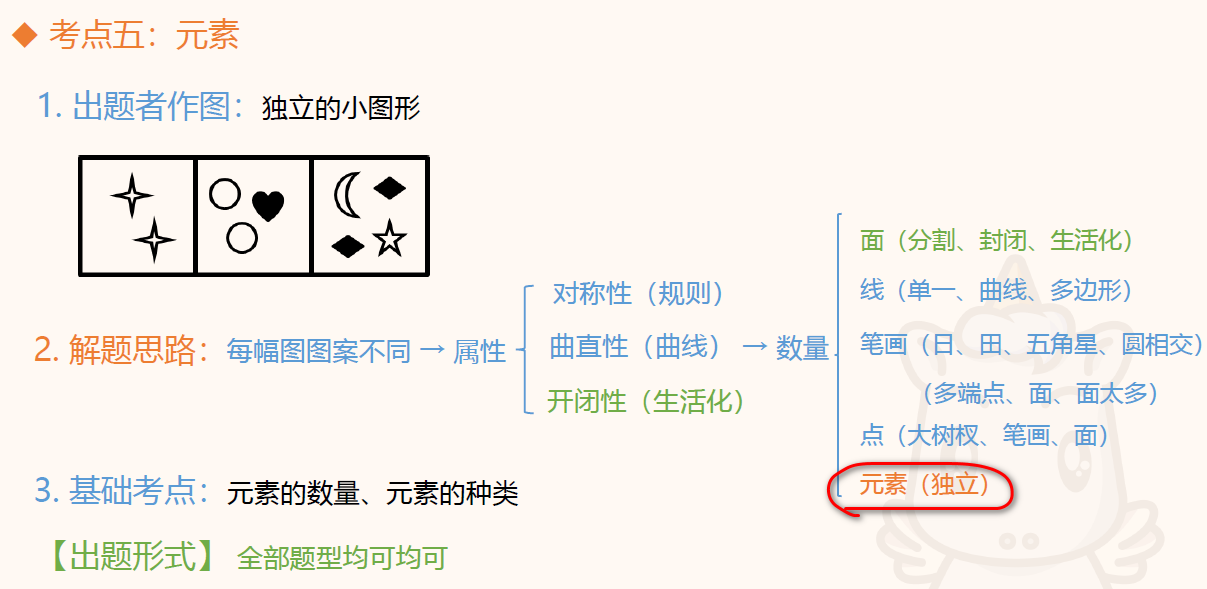 ◆ 考点五：元素
1. 出题者作图：独立的小图形
2. 解题思路：每幅图图案不同 → 属性
对称性（规则）
曲直性（曲线） → 数量
开闭性（生活化）
面（分割、封闭、生活化）
线（单一、曲线、多边形）
笔画（日、田、五角星、圆相交）
（多端点、面、面太多）
点（大树杈、笔画、面）
元素（独立）
3. 基础考点：元素的数量、元素的种类
【出题形式】 全部题型均可均可